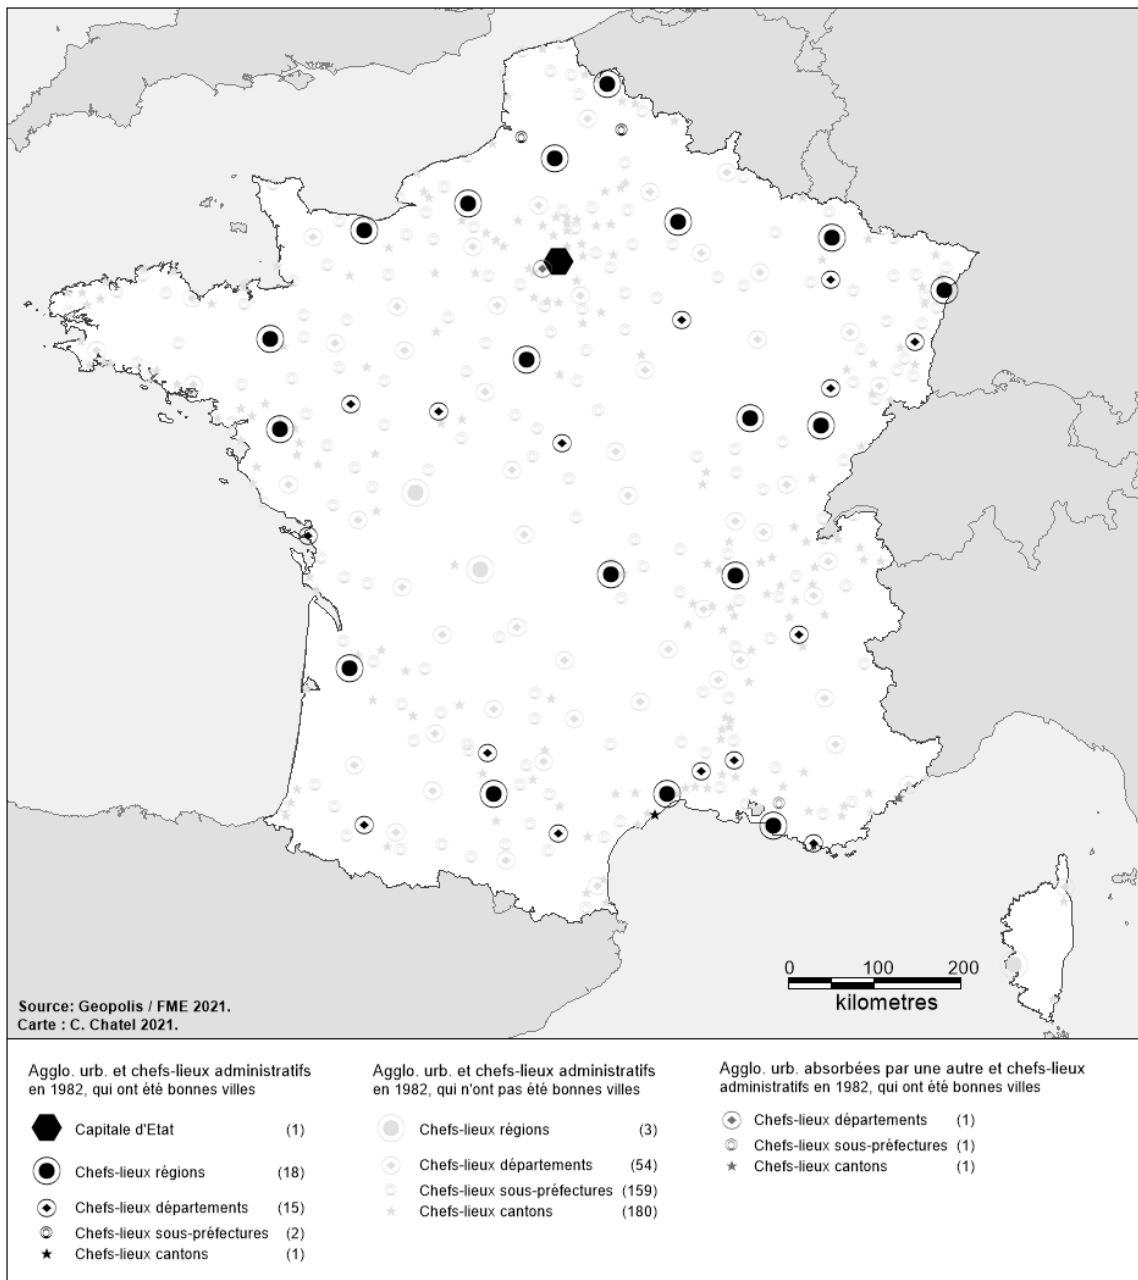 0 100 200
kilometres
Source: Geopolis / FME 2021.
Carte : C. Chatel 2021.
Agglo. urb. et chefs-lieux administratifs
en 1982, qui ont été bonnes villes
Capitale d'Etat (1)
Chefs-lieux régions (18)
Chefs-lieux départements (15)
Chefs-lieux sous-préfectures (2)
Chefs-lieux cantons (1)
Agglo. urb. et chefs-lieux administratifs
en 1982, qui n'ont pas été bonnes villes
Chefs-lieux régions (3)
Chefs-lieux départements (54)
Chefs-lieux sous-préfectures (159)
Chefs-lieux cantons (180)
Agglo. urb. absorbées par une autre et chefs-lieux
administratifs en 1982, qui ont été bonnes villes
Chefs-lieux départements (1)
Chefs-lieux sous-préfectures (1)
Chefs-lieux cantons (1)